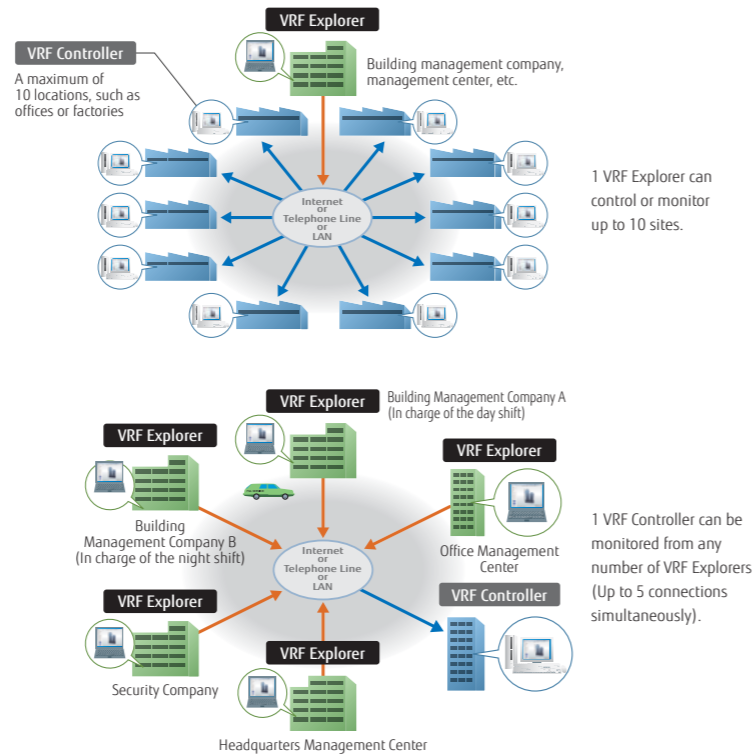 VRF Explorer
VRF Controller
A maximum of
10 locations, such as
offices or factories
Building management company,
management center, etc.
Internet
or
Telephone Line
or
LAN
1 VRF Explorer can
control or monitor
up to 10 sites.
VRF Explorer
Building Management Company A
(In charge of the day shift)
VRF Explorer
Building
Management Company B
(In charge of the night shift)
VRF Explorer
Office Management
Center
Internet
or
Telephone Line
or
LAN
1 VRF Controller can be
monitored from any
number of VRF Explorers
(Up to 5 connections
simultaneously).
VRF Explorer
Security Company
VRF Controller
VRF Explorer
Headquarters Management Center